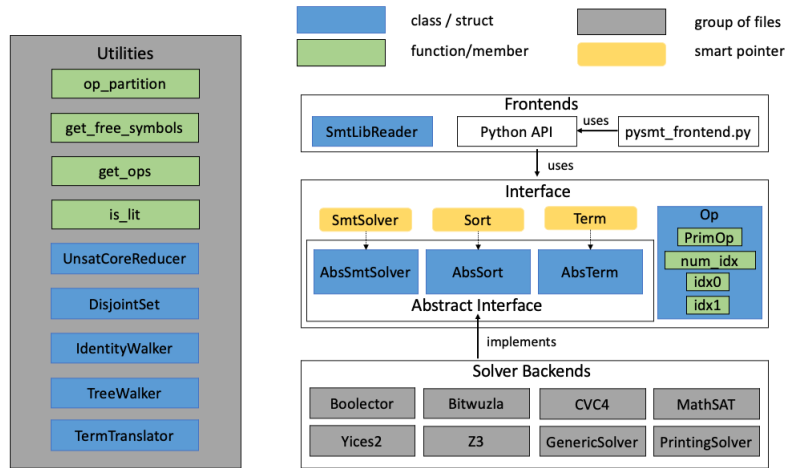 class / struct
group of files
function/member
smart pointer
Utilities
op_partition
get_free_symbols
get_ops
is_lit
UnsatCoreReducer
DisjointSet
IdentityWalker
TreeWalker
TermTranslator
Frontends
SmtLibReader
Python API
uses
pysmt_frontend.py
uses
Interface
SmtSolver
Sort
Term
Op
PrimOp
num_idx
idx0
idx1
AbsSmtSolver
AbsSort
AbsTerm
Abstract Interface
implements
Solver Backends
Boolector
Bitwuzla
CVC4
MathSAT
Yices2
Z3
GenericSolver
PrintingSolver